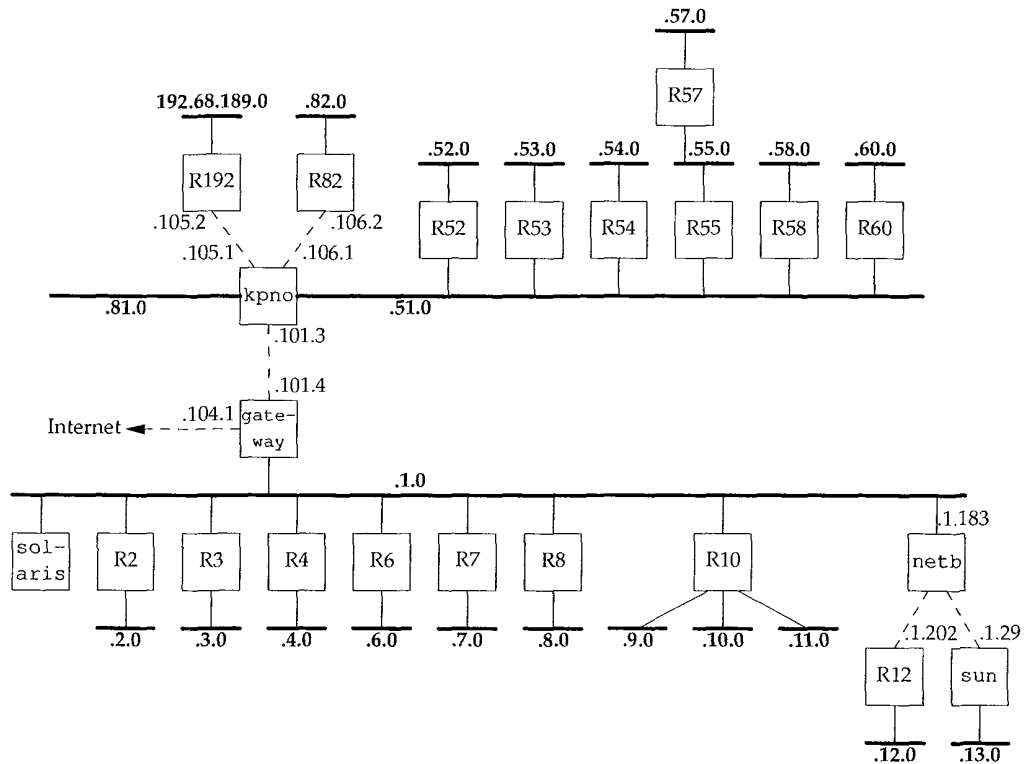 .57.0
R57
192.68.189.0 .82.0
.52.0 .53.0 .54.0 .55.0 .58.0 .60.0
R192 R82
R52 R53 R54 R55 R58 R60
.105.2 .106.2
.105.1 .106.1
kpno
.81.0 .51.0
.101.3
.101.4
.104.1
Internet
gate-
way
.1.0
.1.183
sol-
aris
R2 R3 R4 R6 R7 R8 R10 netb
.2.0 .3.0 .4.0 .6.0 .7.0 .8.0 .9.0 .10.0 .11.0
.1.202 .1.29
R12 sun
.12.0 .13.0